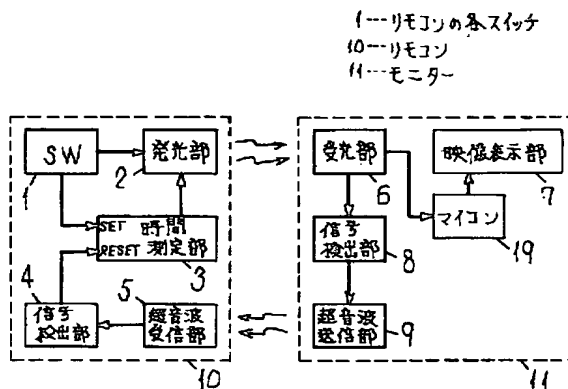 1---リモコンの各スイッチ
10---リモコン
11---モニター
SW
発光部
受光部
映像表示部
1
2
6
7
SET 時間
RESET 測定部
3
信号
検出部
8
マイコン
19
4
信号
検出部
5
超音波
受信部
超音波
送信部
9
10
11